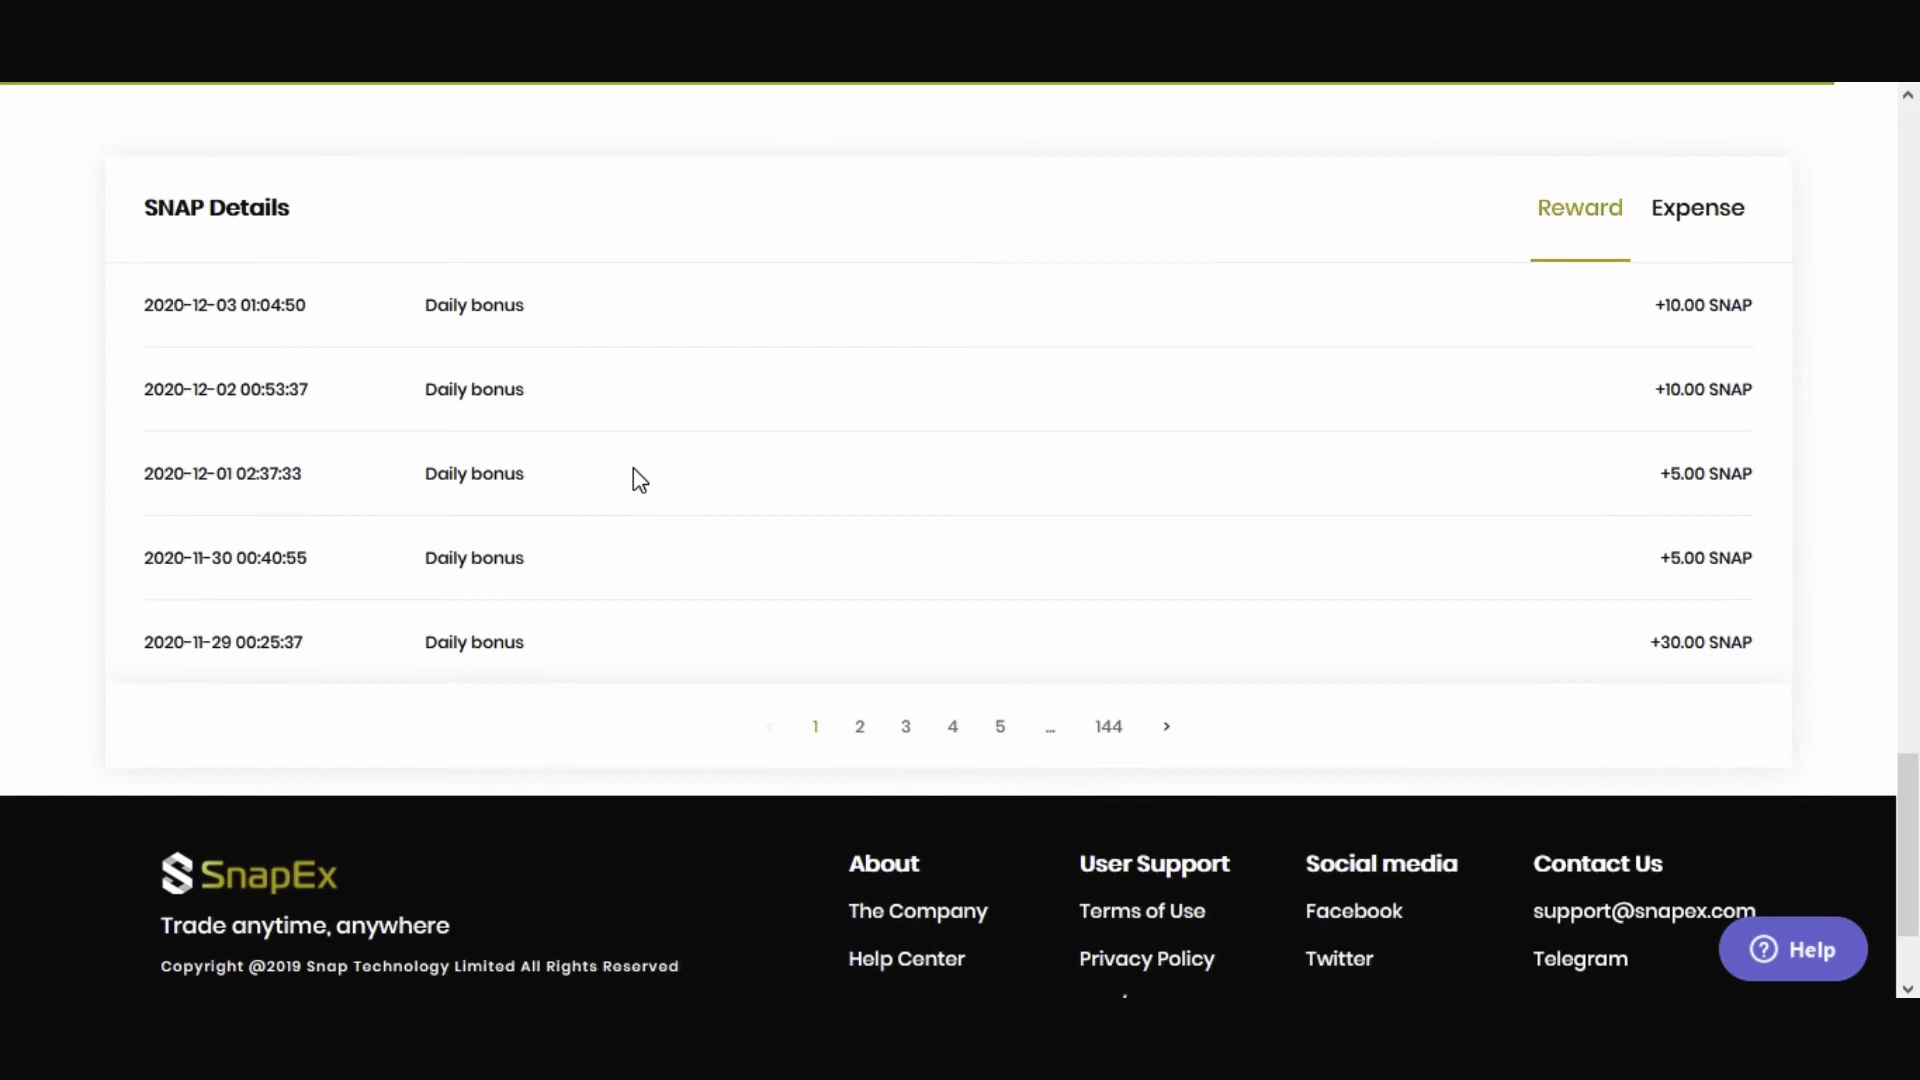 SNAP Details
Reward Expense
2020-12-03 01:04:50 Daily bonus +10.00 SNAP
2020-12-02 00:53:37 Daily bonus +10.00 SNAP
2020-12-01 02:37:33 Daily bonus +5.00 SNAP
2020-11-30 00:40:55 Daily bonus +5.00 SNAP
2020-11-29 00:25:37 Daily bonus +30.00 SNAP
< 1 2 3 4 5 ... 144 >
SnapEx
Trade anytime, anywhere
Copyright @2019 Snap Technology Limited All Rights Reserved
About
The Company
Help Center
User Support
Terms of Use
Privacy Policy
Social media
Facebook
Twitter
Contact Us
support@snapex.com
Telegram
Help